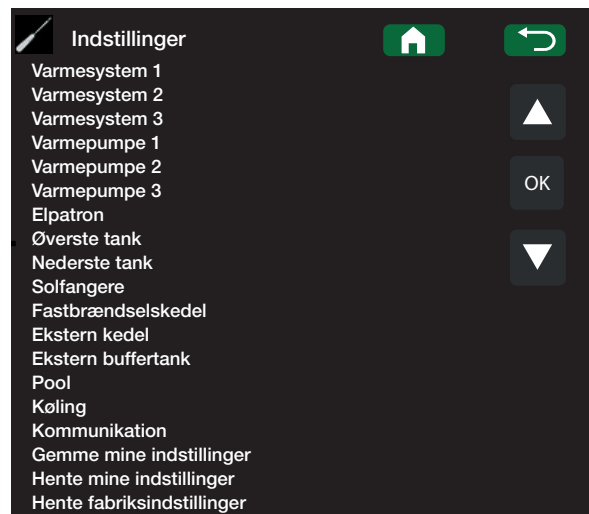 Indstillinger
Varmesystem 1
Varmesystem 2
Varmesystem 3
OK
Varmepumpe 1
Varmepumpe 2
Varmepumpe 3
Elpatron
Øverste tank
Nederste tank
Solfangere
Fastbrændselskedel
Ekstern kedel
Ekstern buffertank
Pool
Køling
Kommunikation
Gemme mine indstillinger
Hente mine indstillinger
Hente fabriksindstillinger